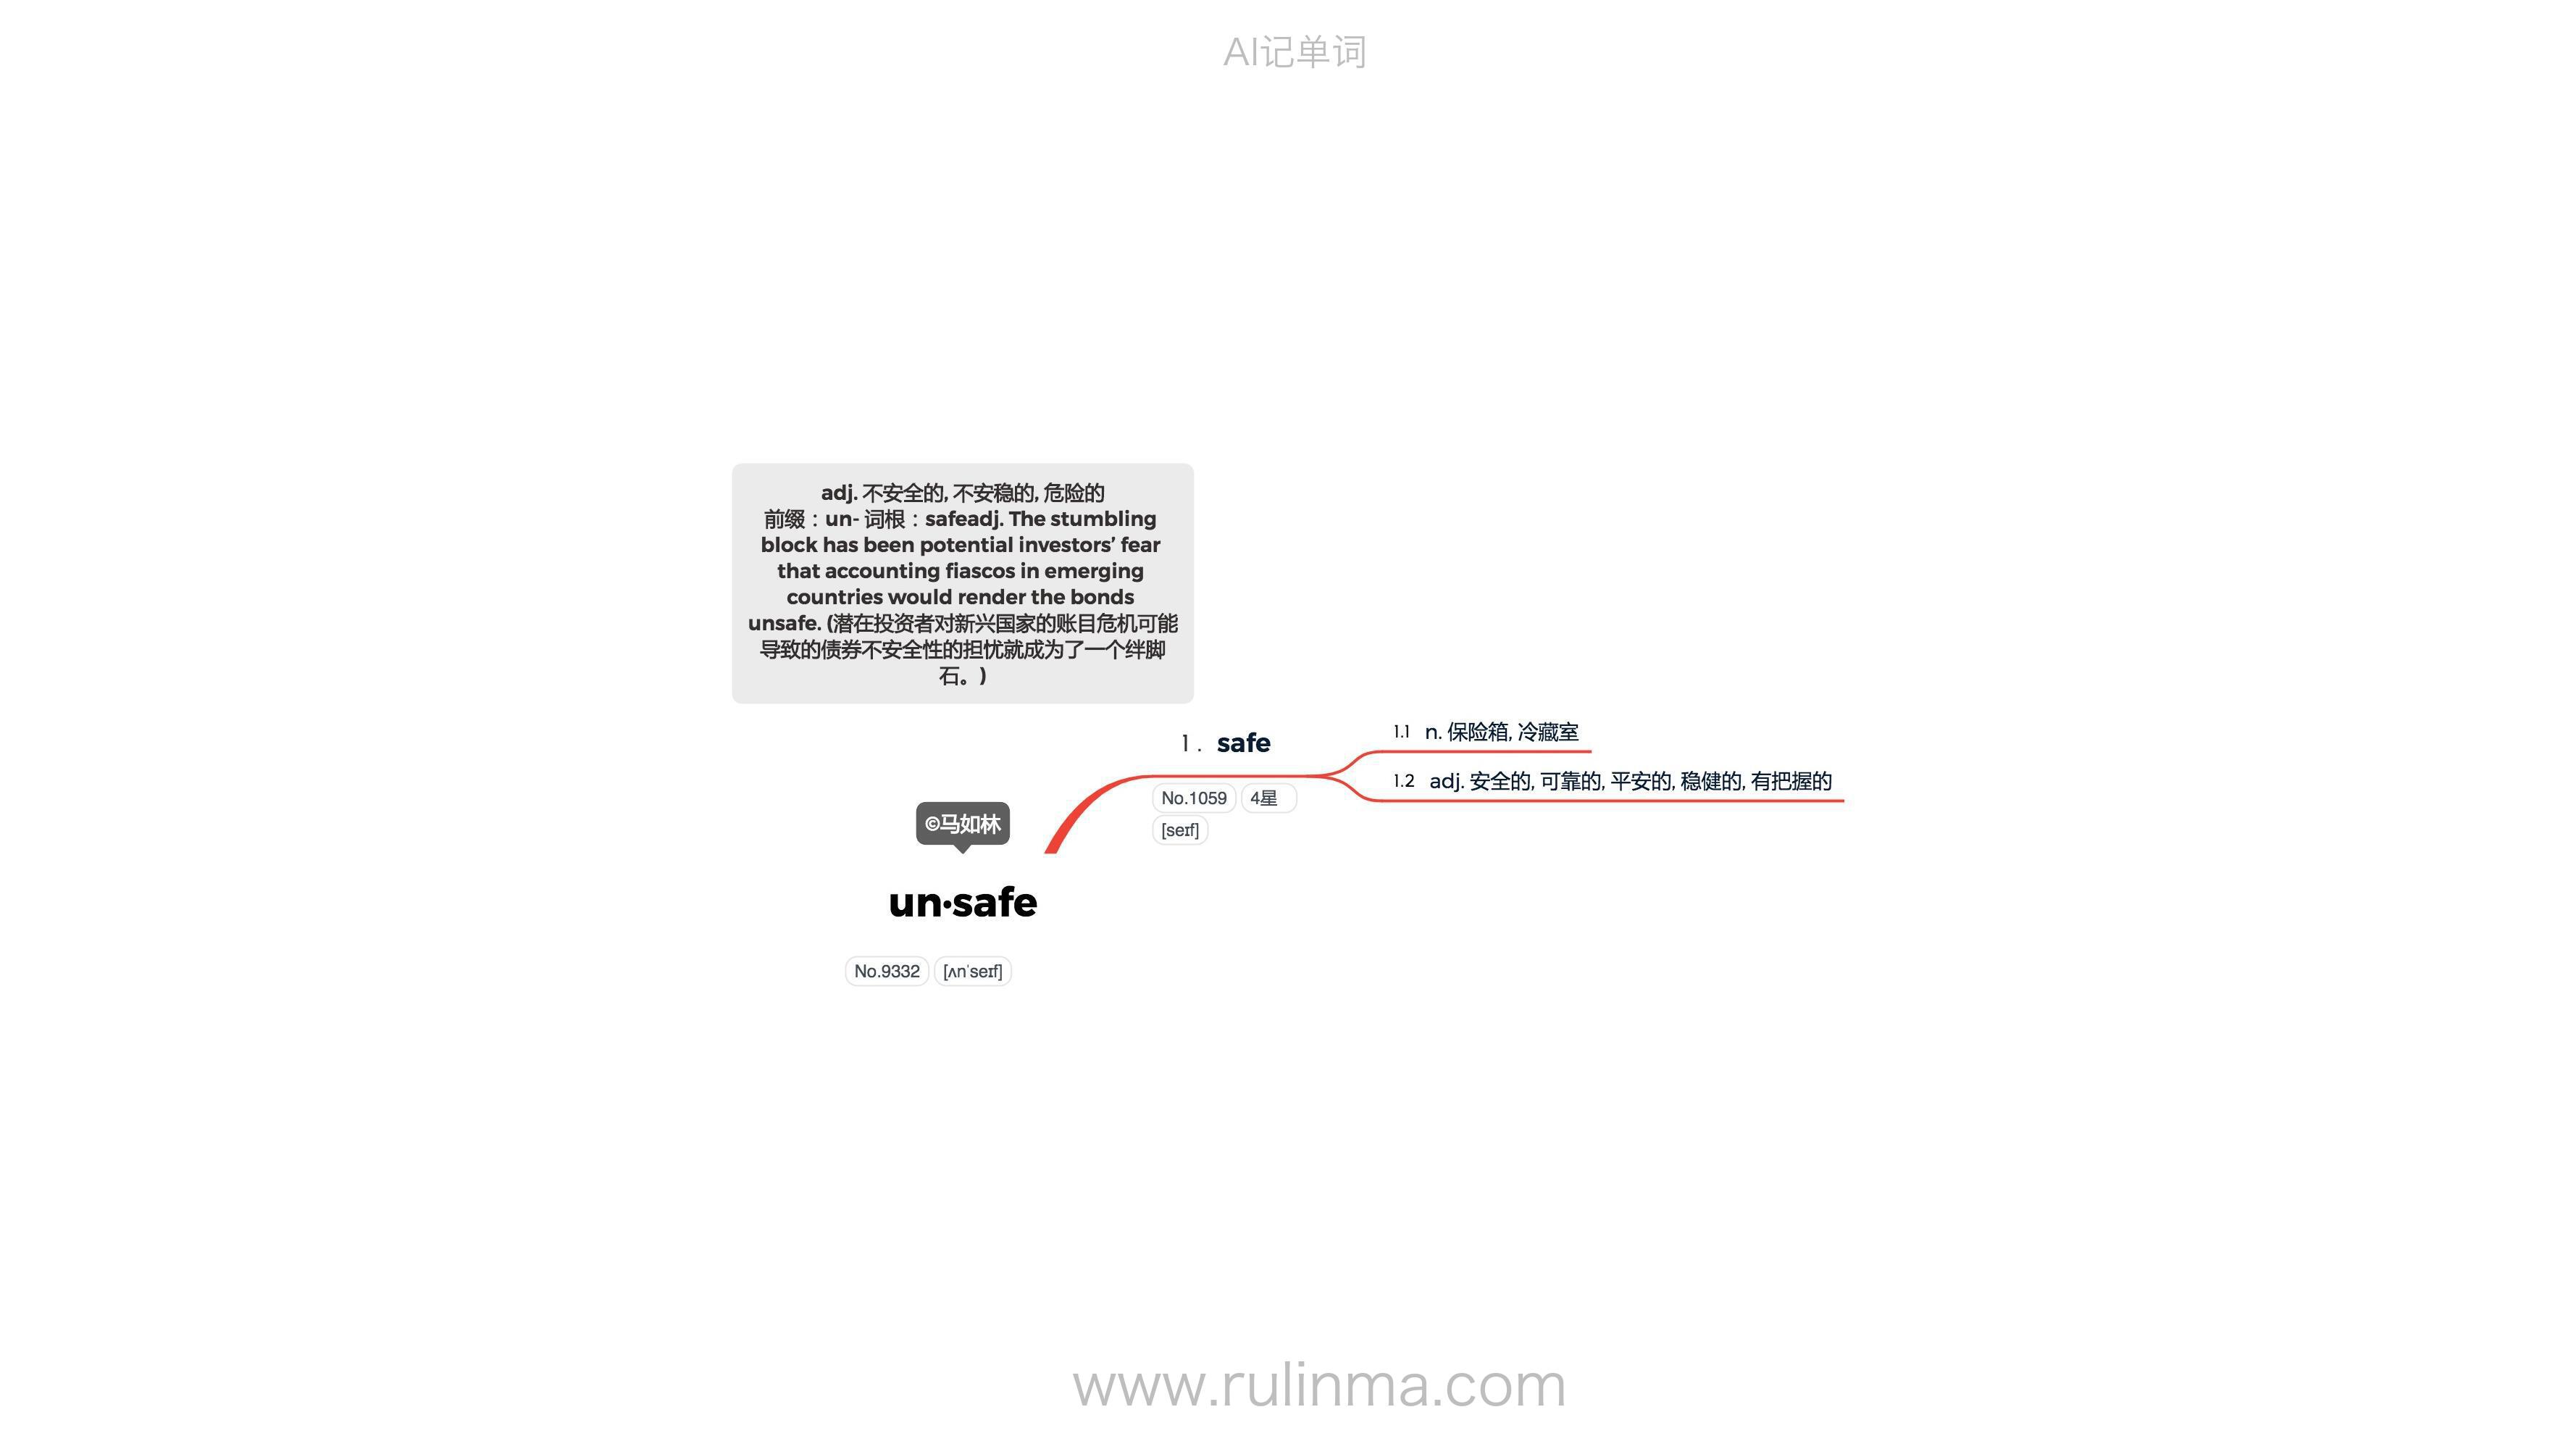 AI记单词
adj. 不安全的, 不安稳的, 危险的
前缀：un- 词根：safeadj. The stumbling
block has been potential investors’ fear
that accounting fiascos in emerging
countries would render the bonds
unsafe. (潜在投资者对新兴国家的账目危机可能
导致的债券不安全性的担忧就成为了一个绊脚
石。)
1. safe
No.1059 4星
[seɪf]
1.1 n. 保险箱, 冷藏室
1.2 adj. 安全的, 可靠的, 平安的, 稳健的, 有把握的
©马如林
un·safe
No.9332 [ʌnˈseɪf]
www.rulinma.com